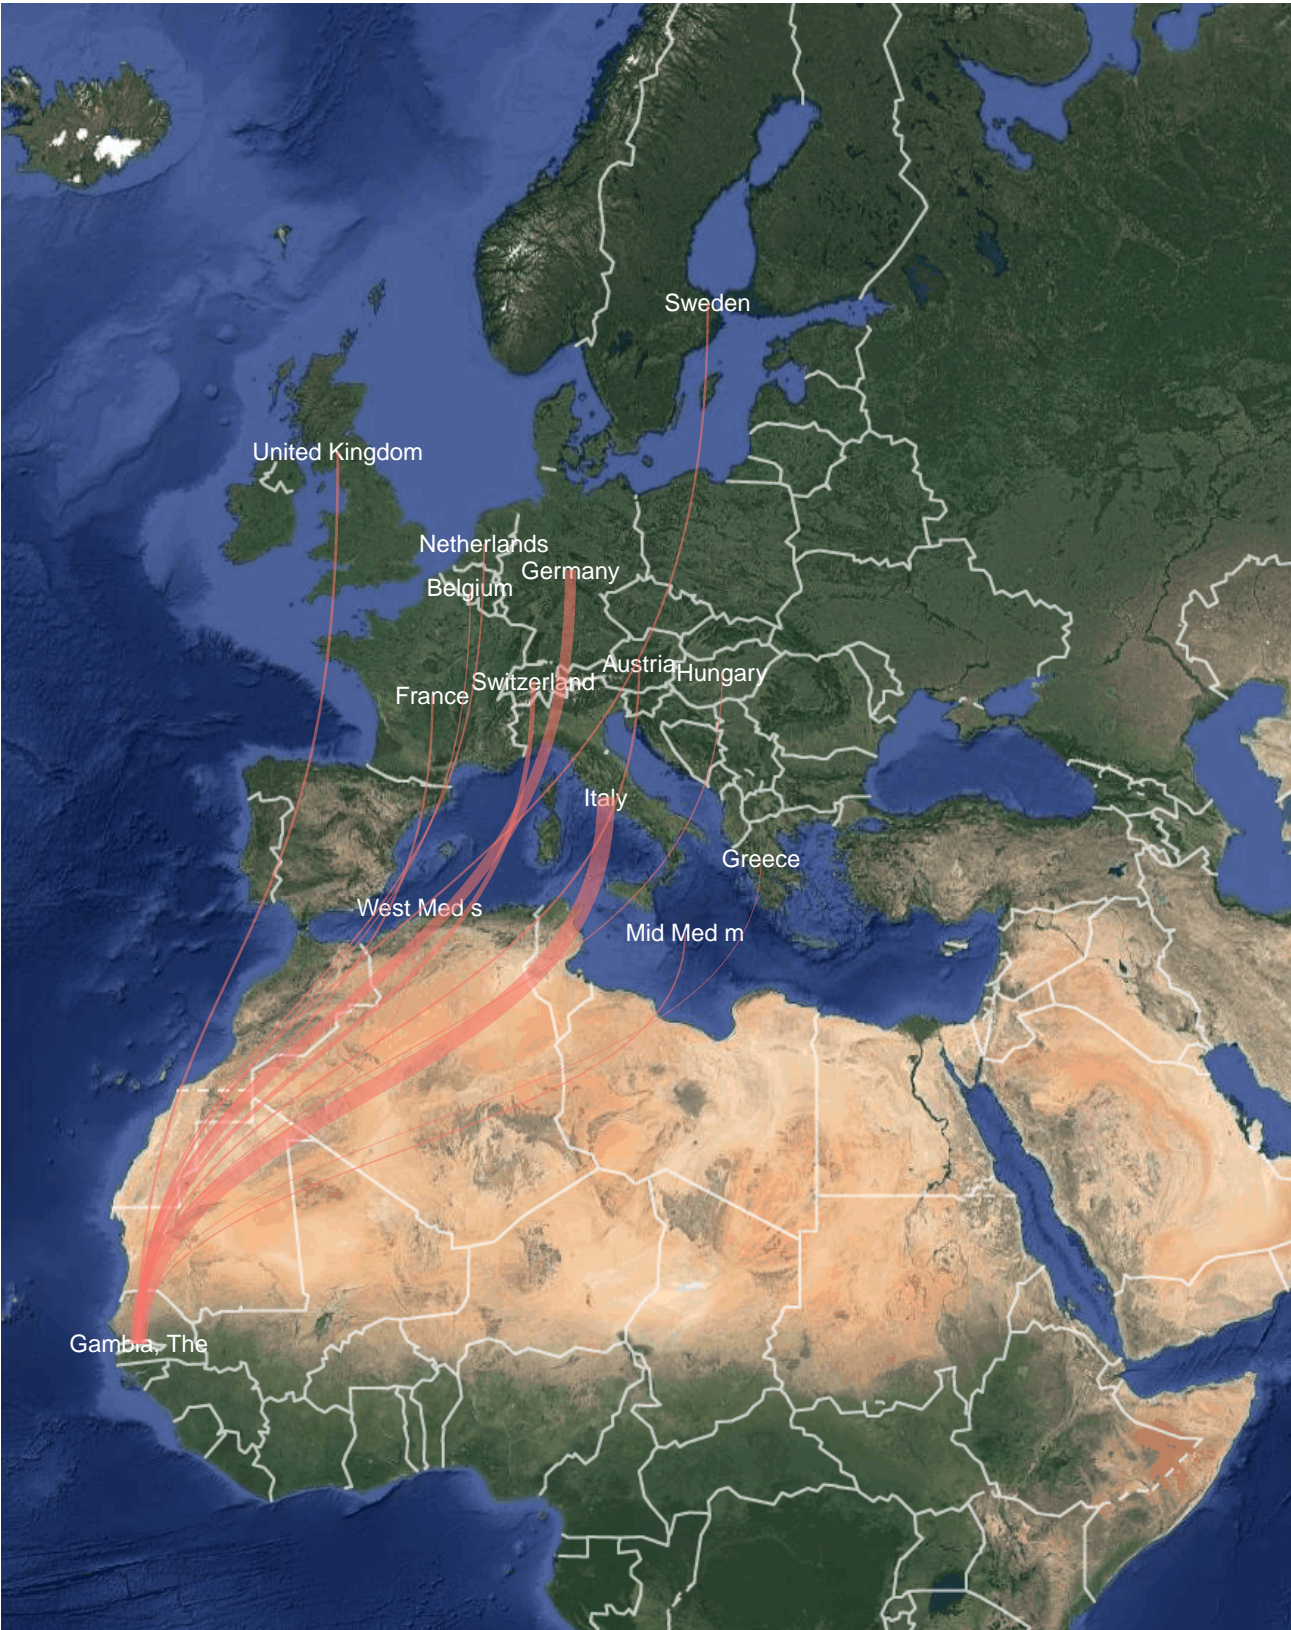 Sweden
United Kingdom
Netherlands
Germany
Belgium
Austria
Hungary
Switzerland
France
Italy
Greece
West Med s
Mid Med m
Gambia, The